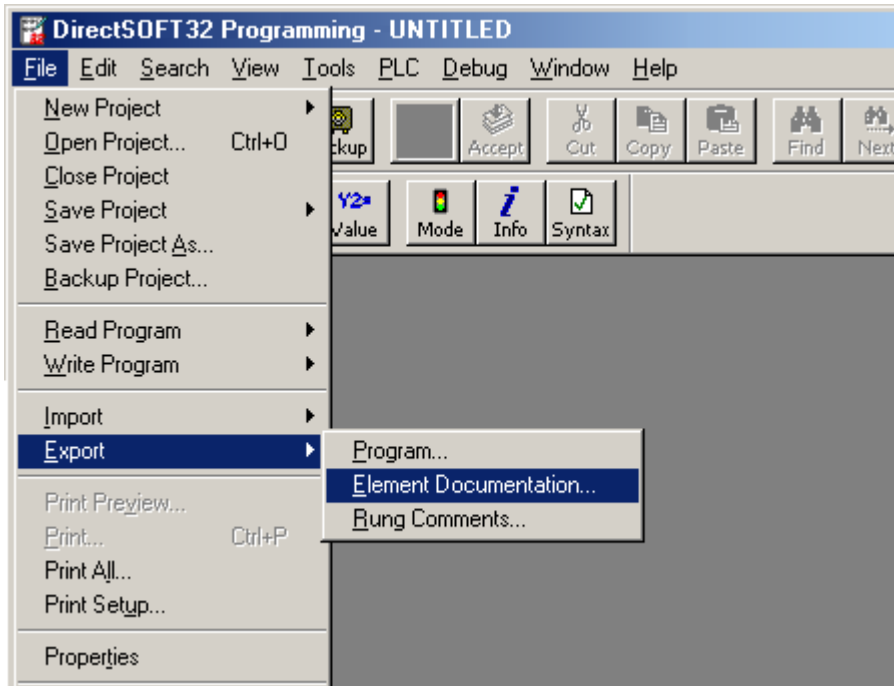 DirectSOFT32 Programming - UNTITLED
File Edit Search View Tools PLC Debug Window Help
New Project
Open Project... Ctrl+O
Close Project
Save Project
Save Project As...
Backup Project...
Read Program
Write Program
Import
Export
Print Preview...
Print... Ctrl+P
Print All...
Print Setup...
Properties
kup Accept Cut Copy Paste Find Next
Y2=
Value Mode Info Syntax
Program...
Element Documentation...
Rung Comments...